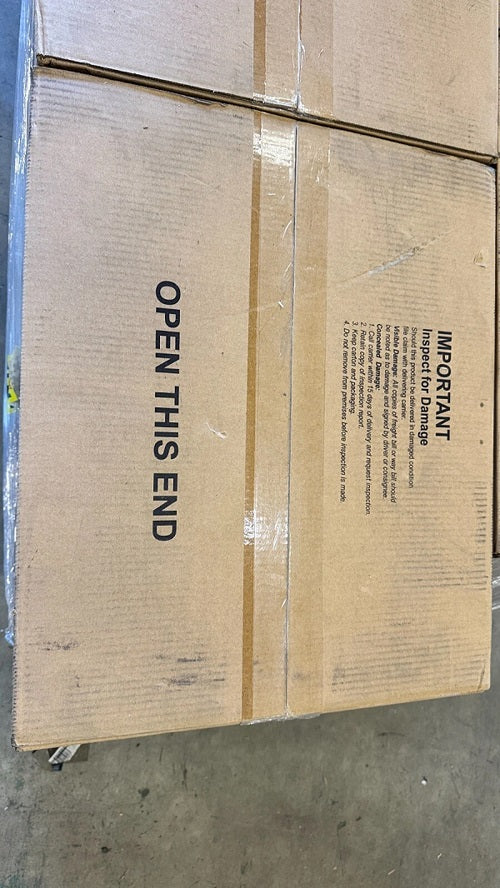 IMPORTANT
Inspect for Damage
Should this product be delivered in damaged condition
file claim with delivering carrier.
Visible Damage: All copies of freight bill or way bill should
be noted as to damage and signed by driver or consignee.
Concealed Damage:
1. Call carrier within 15 days of delivery and request inspection.
2. Retain copy of inspection report.
3. Keep carton and packaging.
4. Do not remove from premises before inspection is made.
OPEN THIS END